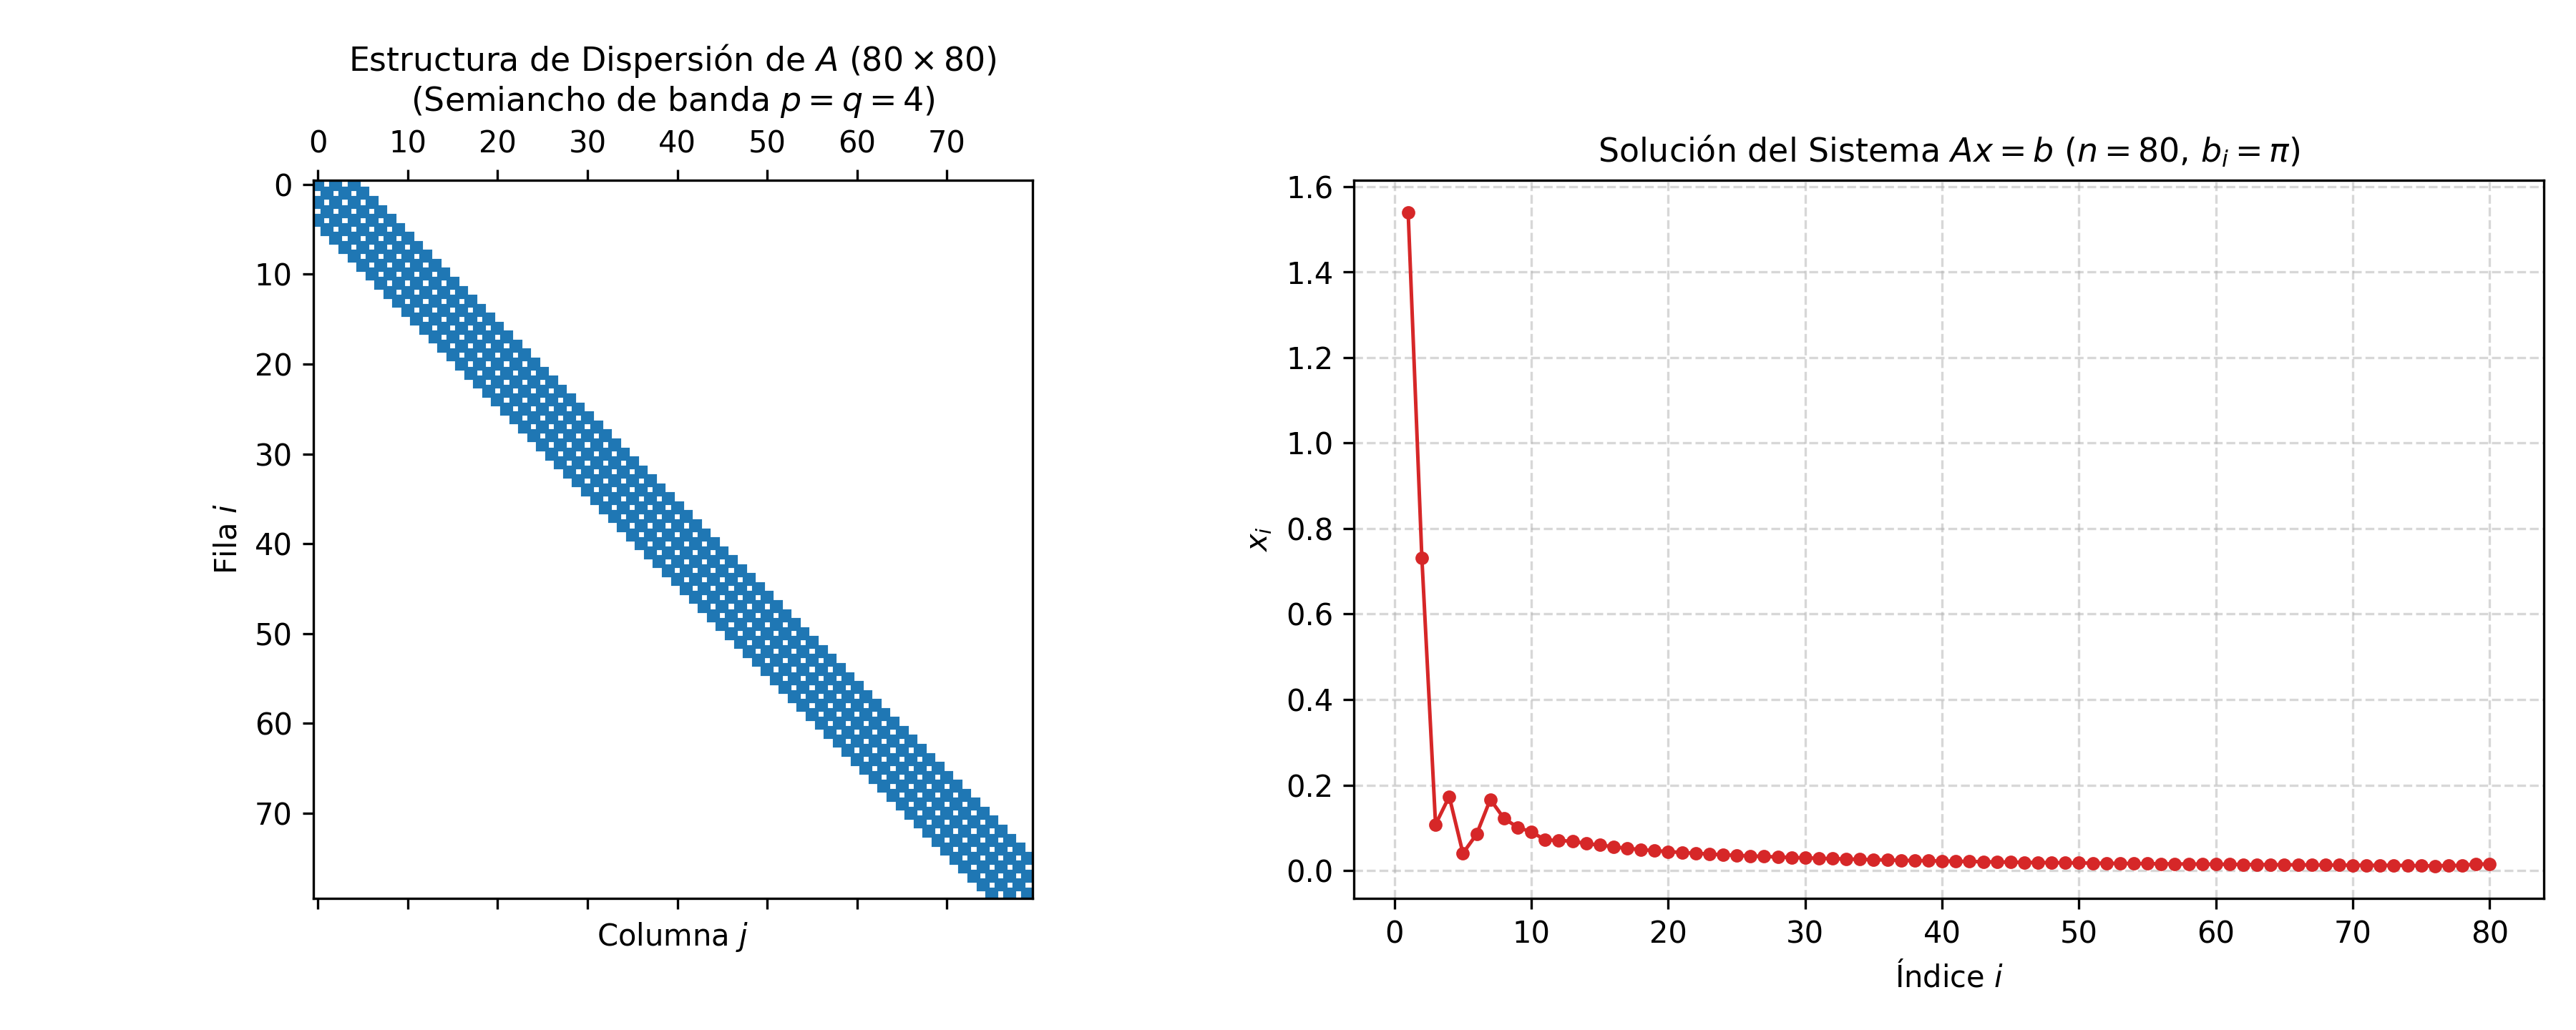 Estructura de Dispersión de A (80 × 80)
(Semiancho de banda p = q = 4)
0 10 20 30 40 50 60 70
0
10
20
30
40
50
60
70
Fila i
Columna j
Solución del Sistema Ax = b (n = 80, b_i = π)
1.6
1.4
1.2
1.0
0.8
0.6
0.4
0.2
0.0
x_i
0 10 20 30 40 50 60 70 80
Índice i